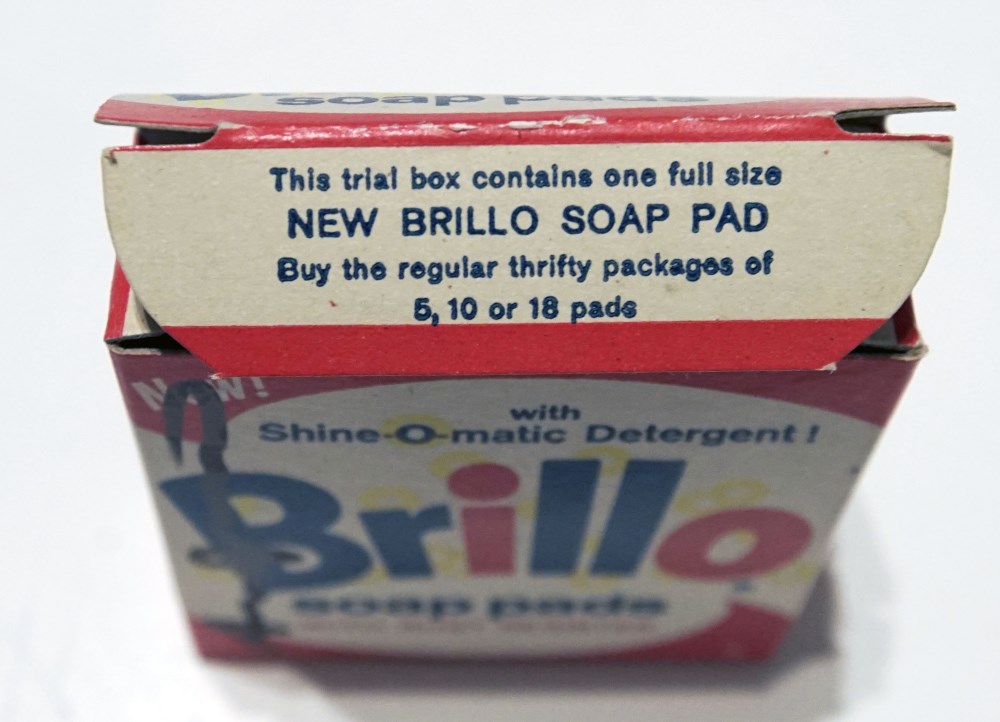 soap pads
This trial box contains one full size
NEW BRILLO SOAP PAD
Buy the regular thrifty packages of
5, 10 or 18 pads
New!
with
Shine-O-matic Detergent!
Brillo
soap pads